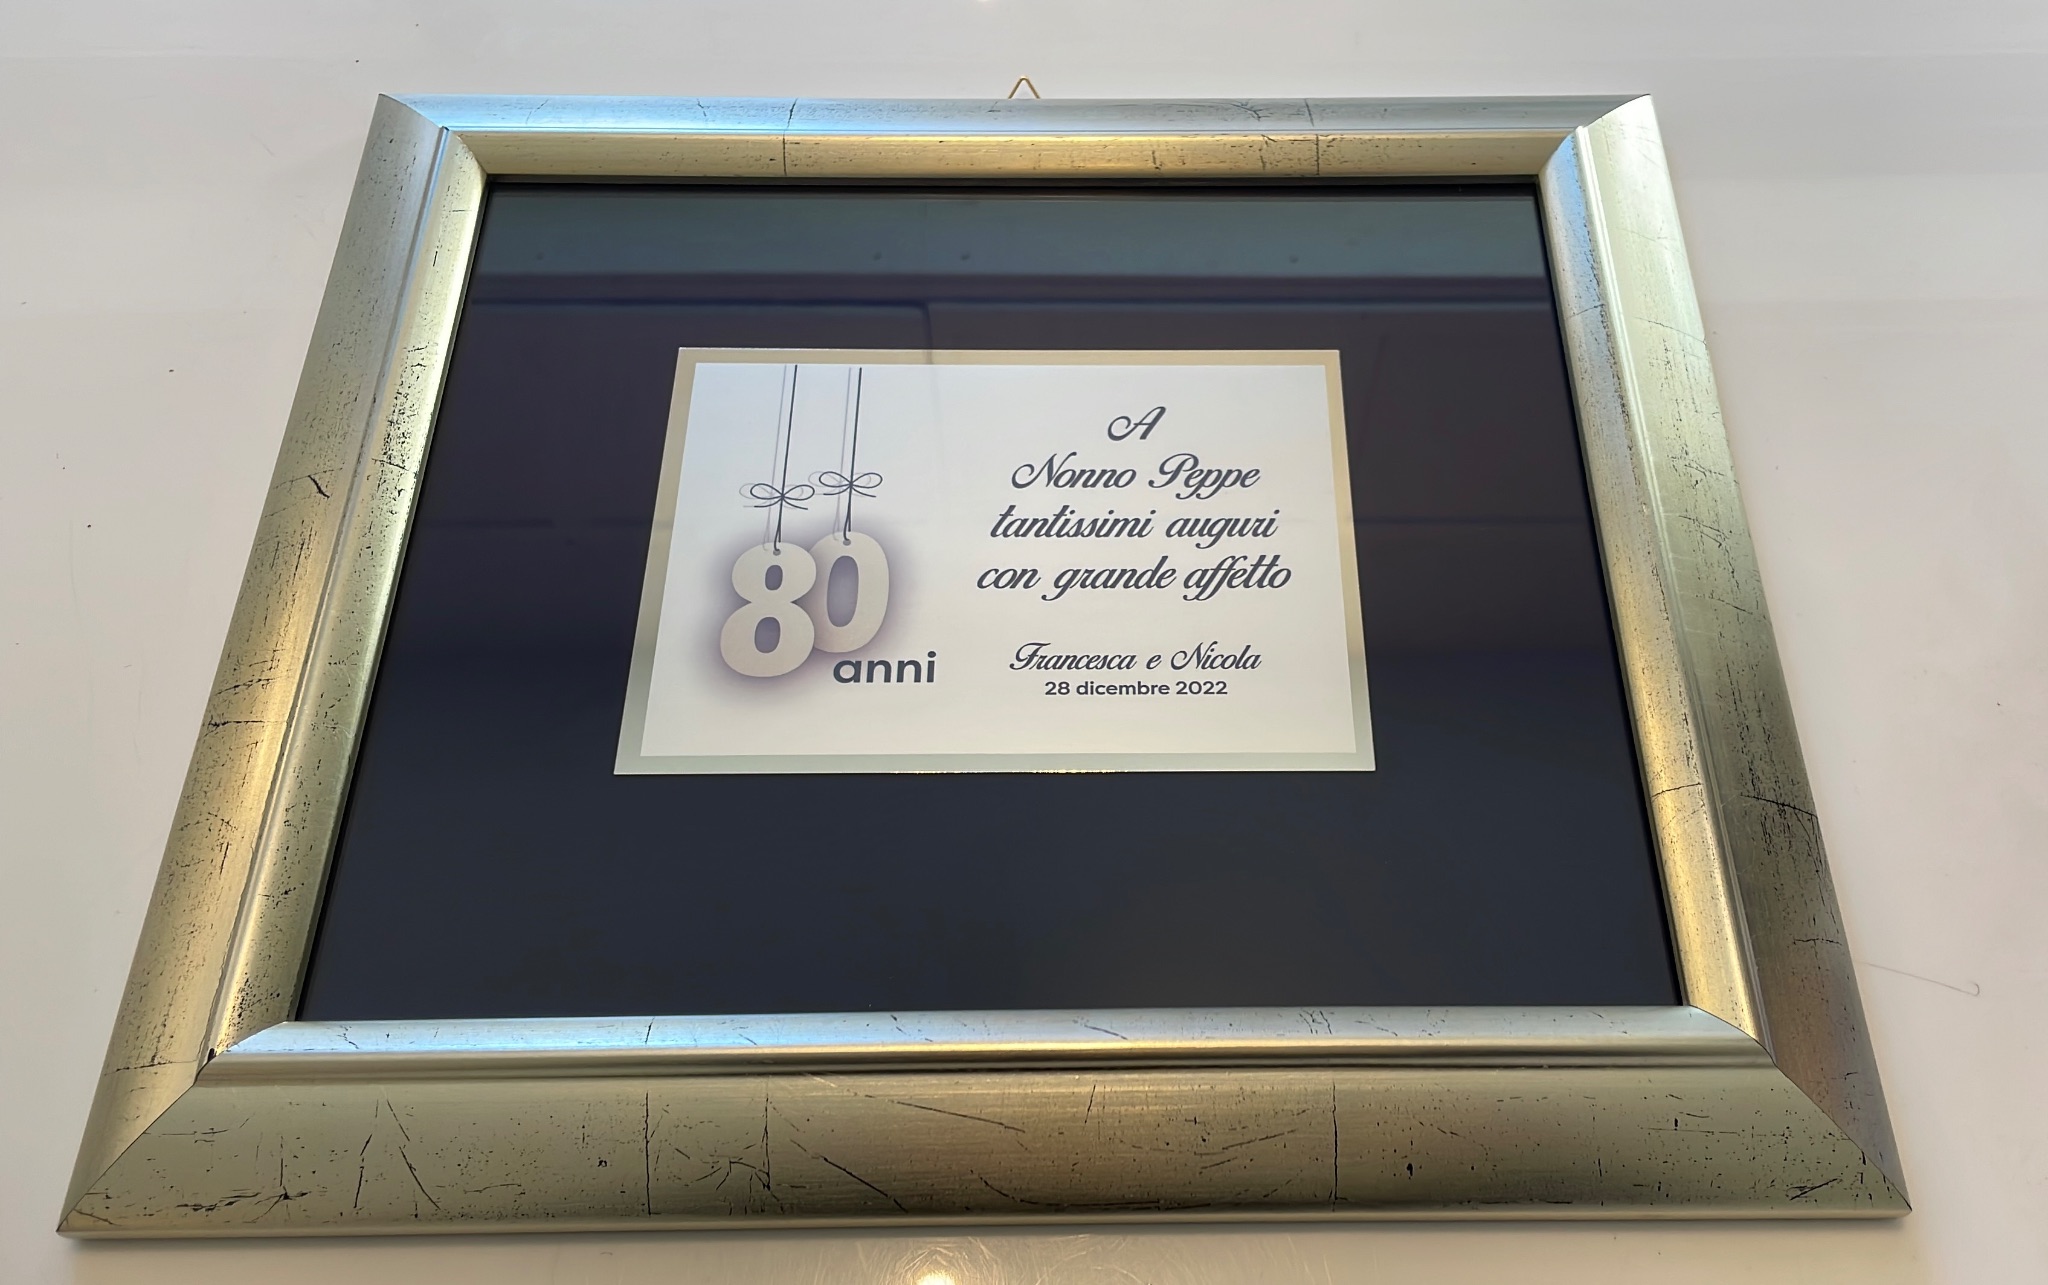 80
anni
A
Nonno Peppe
tantissimi auguri
con grande affetto
Francesca e Nicola
28 dicembre 2022